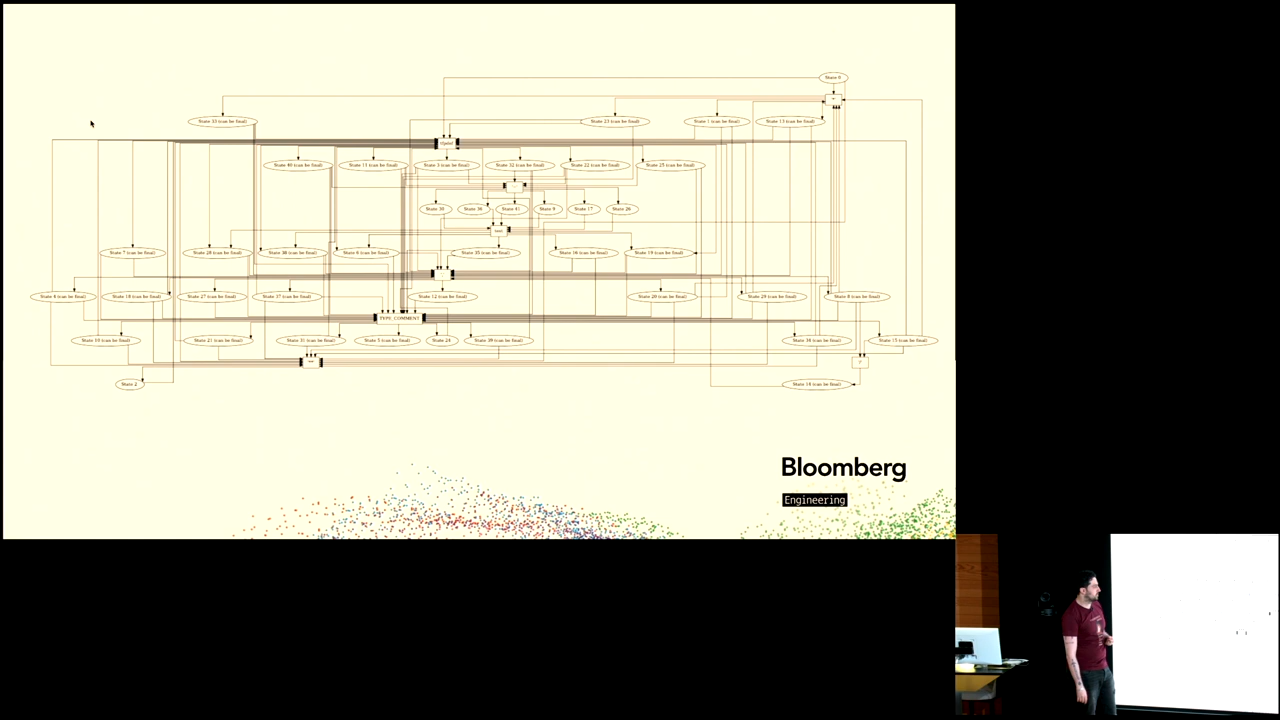 State 0
State 33 (can be final)
State 23 (can be final)
State 1 (can be final)
State 13 (can be final)
State 40 (can be final)
State 11 (can be final)
State 3 (can be final)
State 32 (can be final)
State 22 (can be final)
State 25 (can be final)
State 30
State 36
State 41
State 9
State 17
State 26
State 7 (can be final)
State 28 (can be final)
State 38 (can be final)
State 6 (can be final)
State 35 (can be final)
State 16 (can be final)
State 19 (can be final)
State 4 (can be final)
State 18 (can be final)
State 27 (can be final)
State 37 (can be final)
State 12 (can be final)
State 20 (can be final)
State 29 (can be final)
State 8 (can be final)
TYPE_COMMENT
State 10 (can be final)
State 21 (can be final)
State 31 (can be final)
State 5 (can be final)
State 24
State 39 (can be final)
State 34 (can be final)
State 15 (can be final)
State 2
State 14 (can be final)
Bloomberg
Engineering